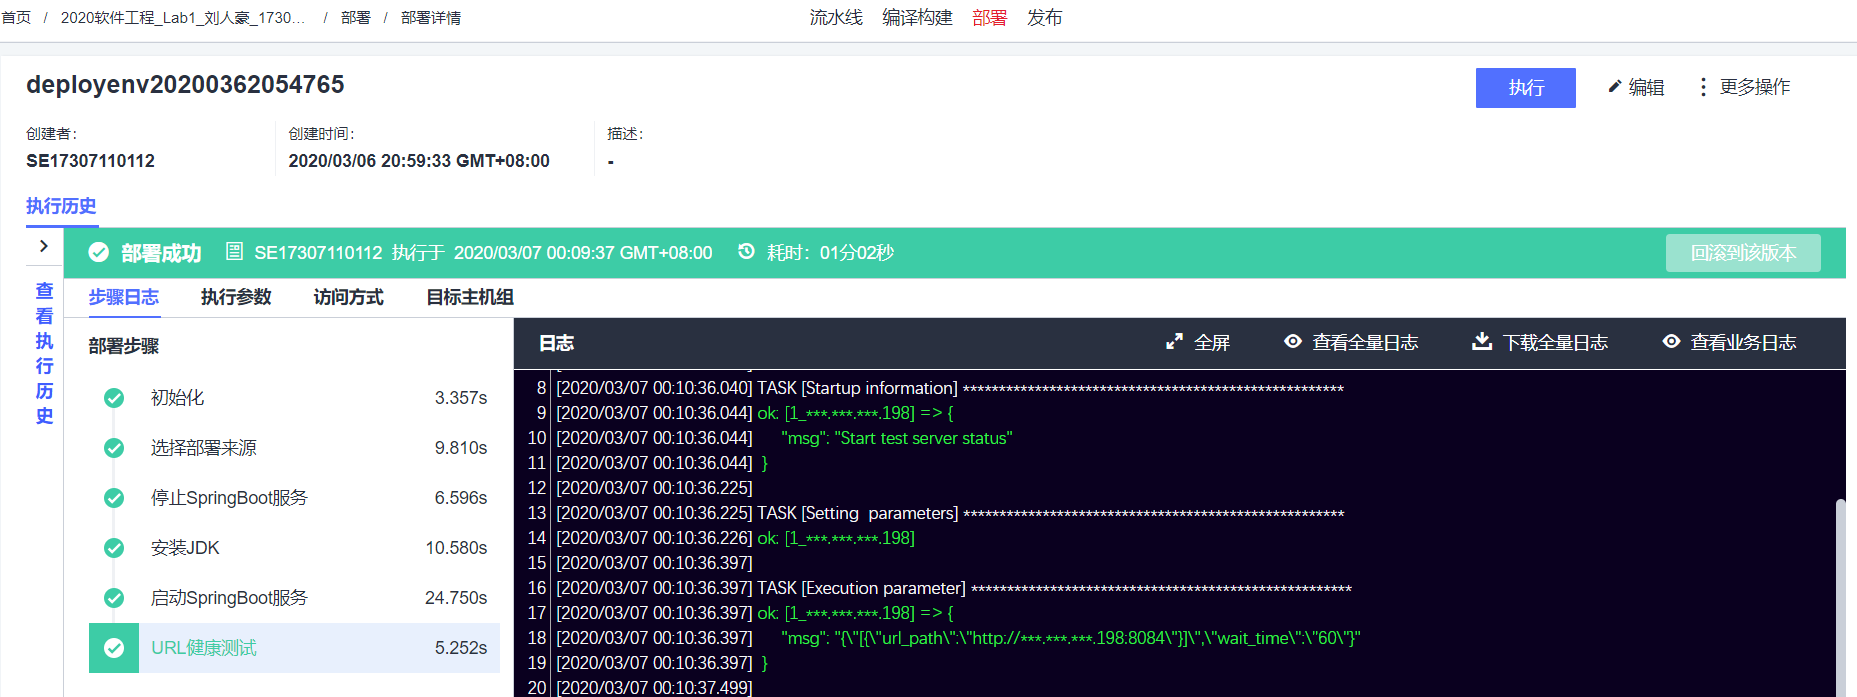 首页 / 2020软件工程_Lab1_刘人豪_1730... / 部署 / 部署详情
流水线 编译构建 部署 发布
deployenv20200362054765
执行 编辑 更多操作
创建者: 创建时间: 描述:
SE17307110112 2020/03/06 20:59:33 GMT+08:00 -
执行历史
部署成功 SE17307110112 执行于 2020/03/07 00:09:37 GMT+08:00 耗时: 01分02秒 回滚到该版本
查看执行历史
步骤日志 执行参数 访问方式 目标主机组
部署步骤
初始化 3.357s
选择部署来源 9.810s
停止SpringBoot服务 6.596s
安装JDK 10.580s
启动SpringBoot服务 24.750s
URL健康测试 5.252s
日志 全屏 查看全量日志 下载全量日志 查看业务日志
8 [2020/03/07 00:10:36.040] TASK [Startup information] ****************************************************
9 [2020/03/07 00:10:36.044] ok: [1_***.***.***.198] => {
10 [2020/03/07 00:10:36.044] "msg": "Start test server status"
11 [2020/03/07 00:10:36.044] }
12 [2020/03/07 00:10:36.225]
13 [2020/03/07 00:10:36.225] TASK [Setting  parameters] ****************************************************
14 [2020/03/07 00:10:36.226] ok: [1_***.***.***.198]
15 [2020/03/07 00:10:36.397]
16 [2020/03/07 00:10:36.397] TASK [Execution parameter] ****************************************************
17 [2020/03/07 00:10:36.397] ok: [1_***.***.***.198] => {
18 [2020/03/07 00:10:36.397] "msg": "{\"[{\"url_path\":\"http://***.***.***.198:8084\"}]\",\"wait_time\":\"60\"}"
19 [2020/03/07 00:10:36.397] }
20 [2020/03/07 00:10:37.499]